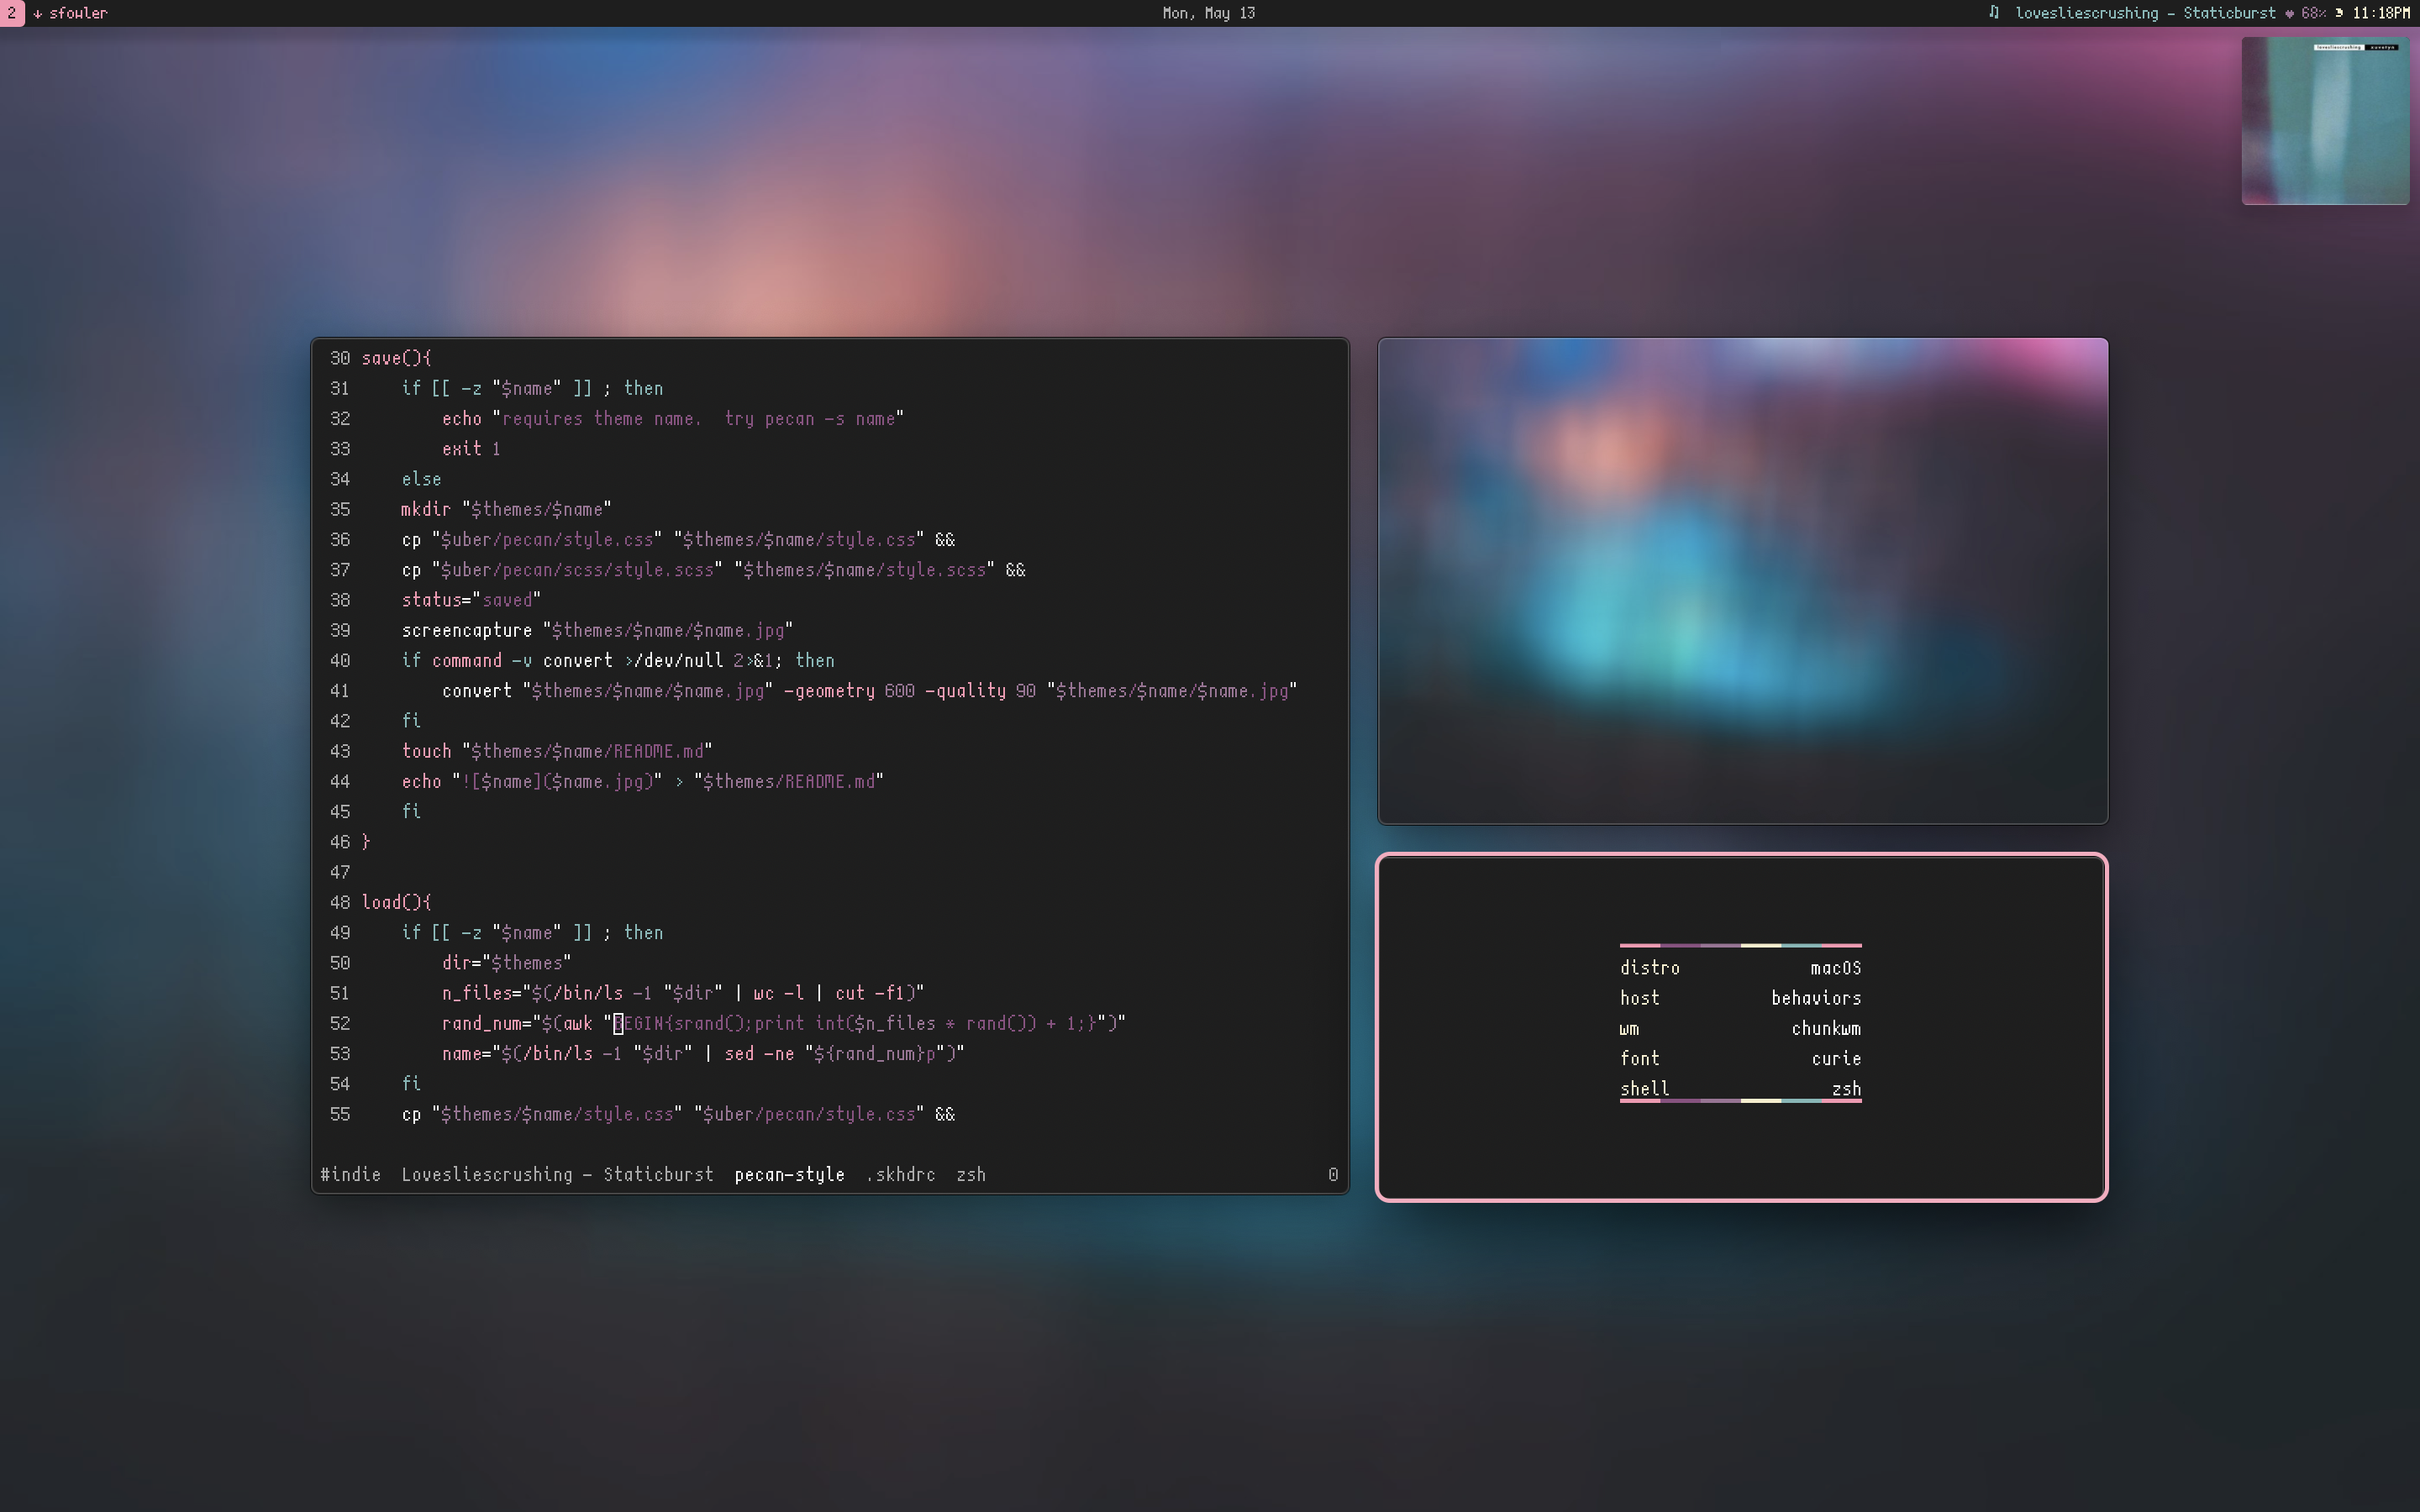 2 ↓ sfowler
Mon, May 13
lovesliescrushing - Staticburst ♥ 68% 11:18PM
lovesliescrushing
30 save(){
31     if [[ -z "$name" ]] ; then
32         echo "requires theme name.  try pecan -s name"
33         exit 1
34     else
35     mkdir "$themes/$name"
36     cp "$uber/pecan/style.css" "$themes/$name/style.css" &&
37     cp "$uber/pecan/scss/style.scss" "$themes/$name/style.scss" &&
38     status="saved"
39     screencapture "$themes/$name/$name.jpg"
40     if command -v convert >/dev/null 2>&1; then
41         convert "$themes/$name/$name.jpg" -geometry 600 -quality 90 "$themes/$name/$name.jpg"
42     fi
43     touch "$themes/$name/README.md"
44     echo "![$name]($name.jpg)" > "$themes/README.md"
45     fi
46 }
47
48 load(){
49     if [[ -z "$name" ]] ; then
50         dir="$themes"
51         n_files="$(/bin/ls -1 "$dir" | wc -l | cut -f1)"
52         rand_num="$(awk "BEGIN{srand();print int($n_files * rand()) + 1;}")"
53         name="$(/bin/ls -1 "$dir" | sed -ne "${rand_num}p")"
54     fi
55     cp "$themes/$name/style.css" "$uber/pecan/style.css" &&
#indie  Lovesliescrushing - Staticburst  pecan-style  .skhdrc  zsh 0
distro macOS
host behaviors
wm chunkwm
font curie
shell zsh